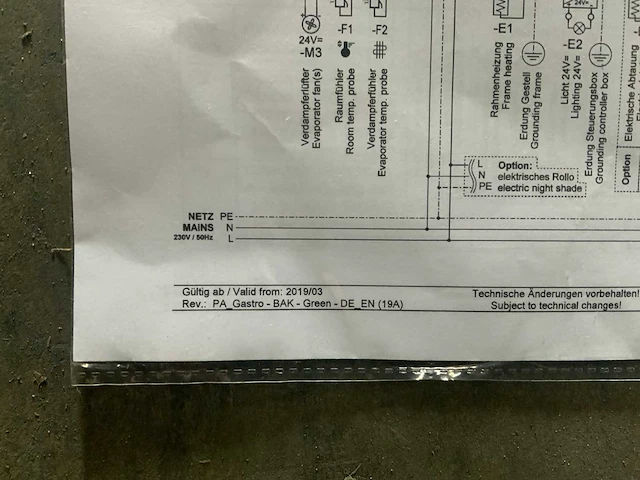 24V=
-M3
Verdampferlüfter
Evaporator fan(s)
-F1
Raumfühler
Room temp. probe
-F2
Verdampferfühler
Evaporator temp. probe
-E1
Rahmenheizung
Frame heating
Erdung Gestell
Grounding frame
-E2
Licht 24V=
Lighting 24V=
Erdung Steuerungsbox
Grounding controller box
Elektrische Abtauung
Option
L
N
PE
Option:
elektrisches Rollo
electric night shade
NETZ PE
MAINS N
230V / 50Hz L
Gültig ab / Valid from: 2019/03
Rev.: PA_Gastro - BAK - Green - DE_EN (19A)
Technische Änderungen vorbehalten!
Subject to technical changes!